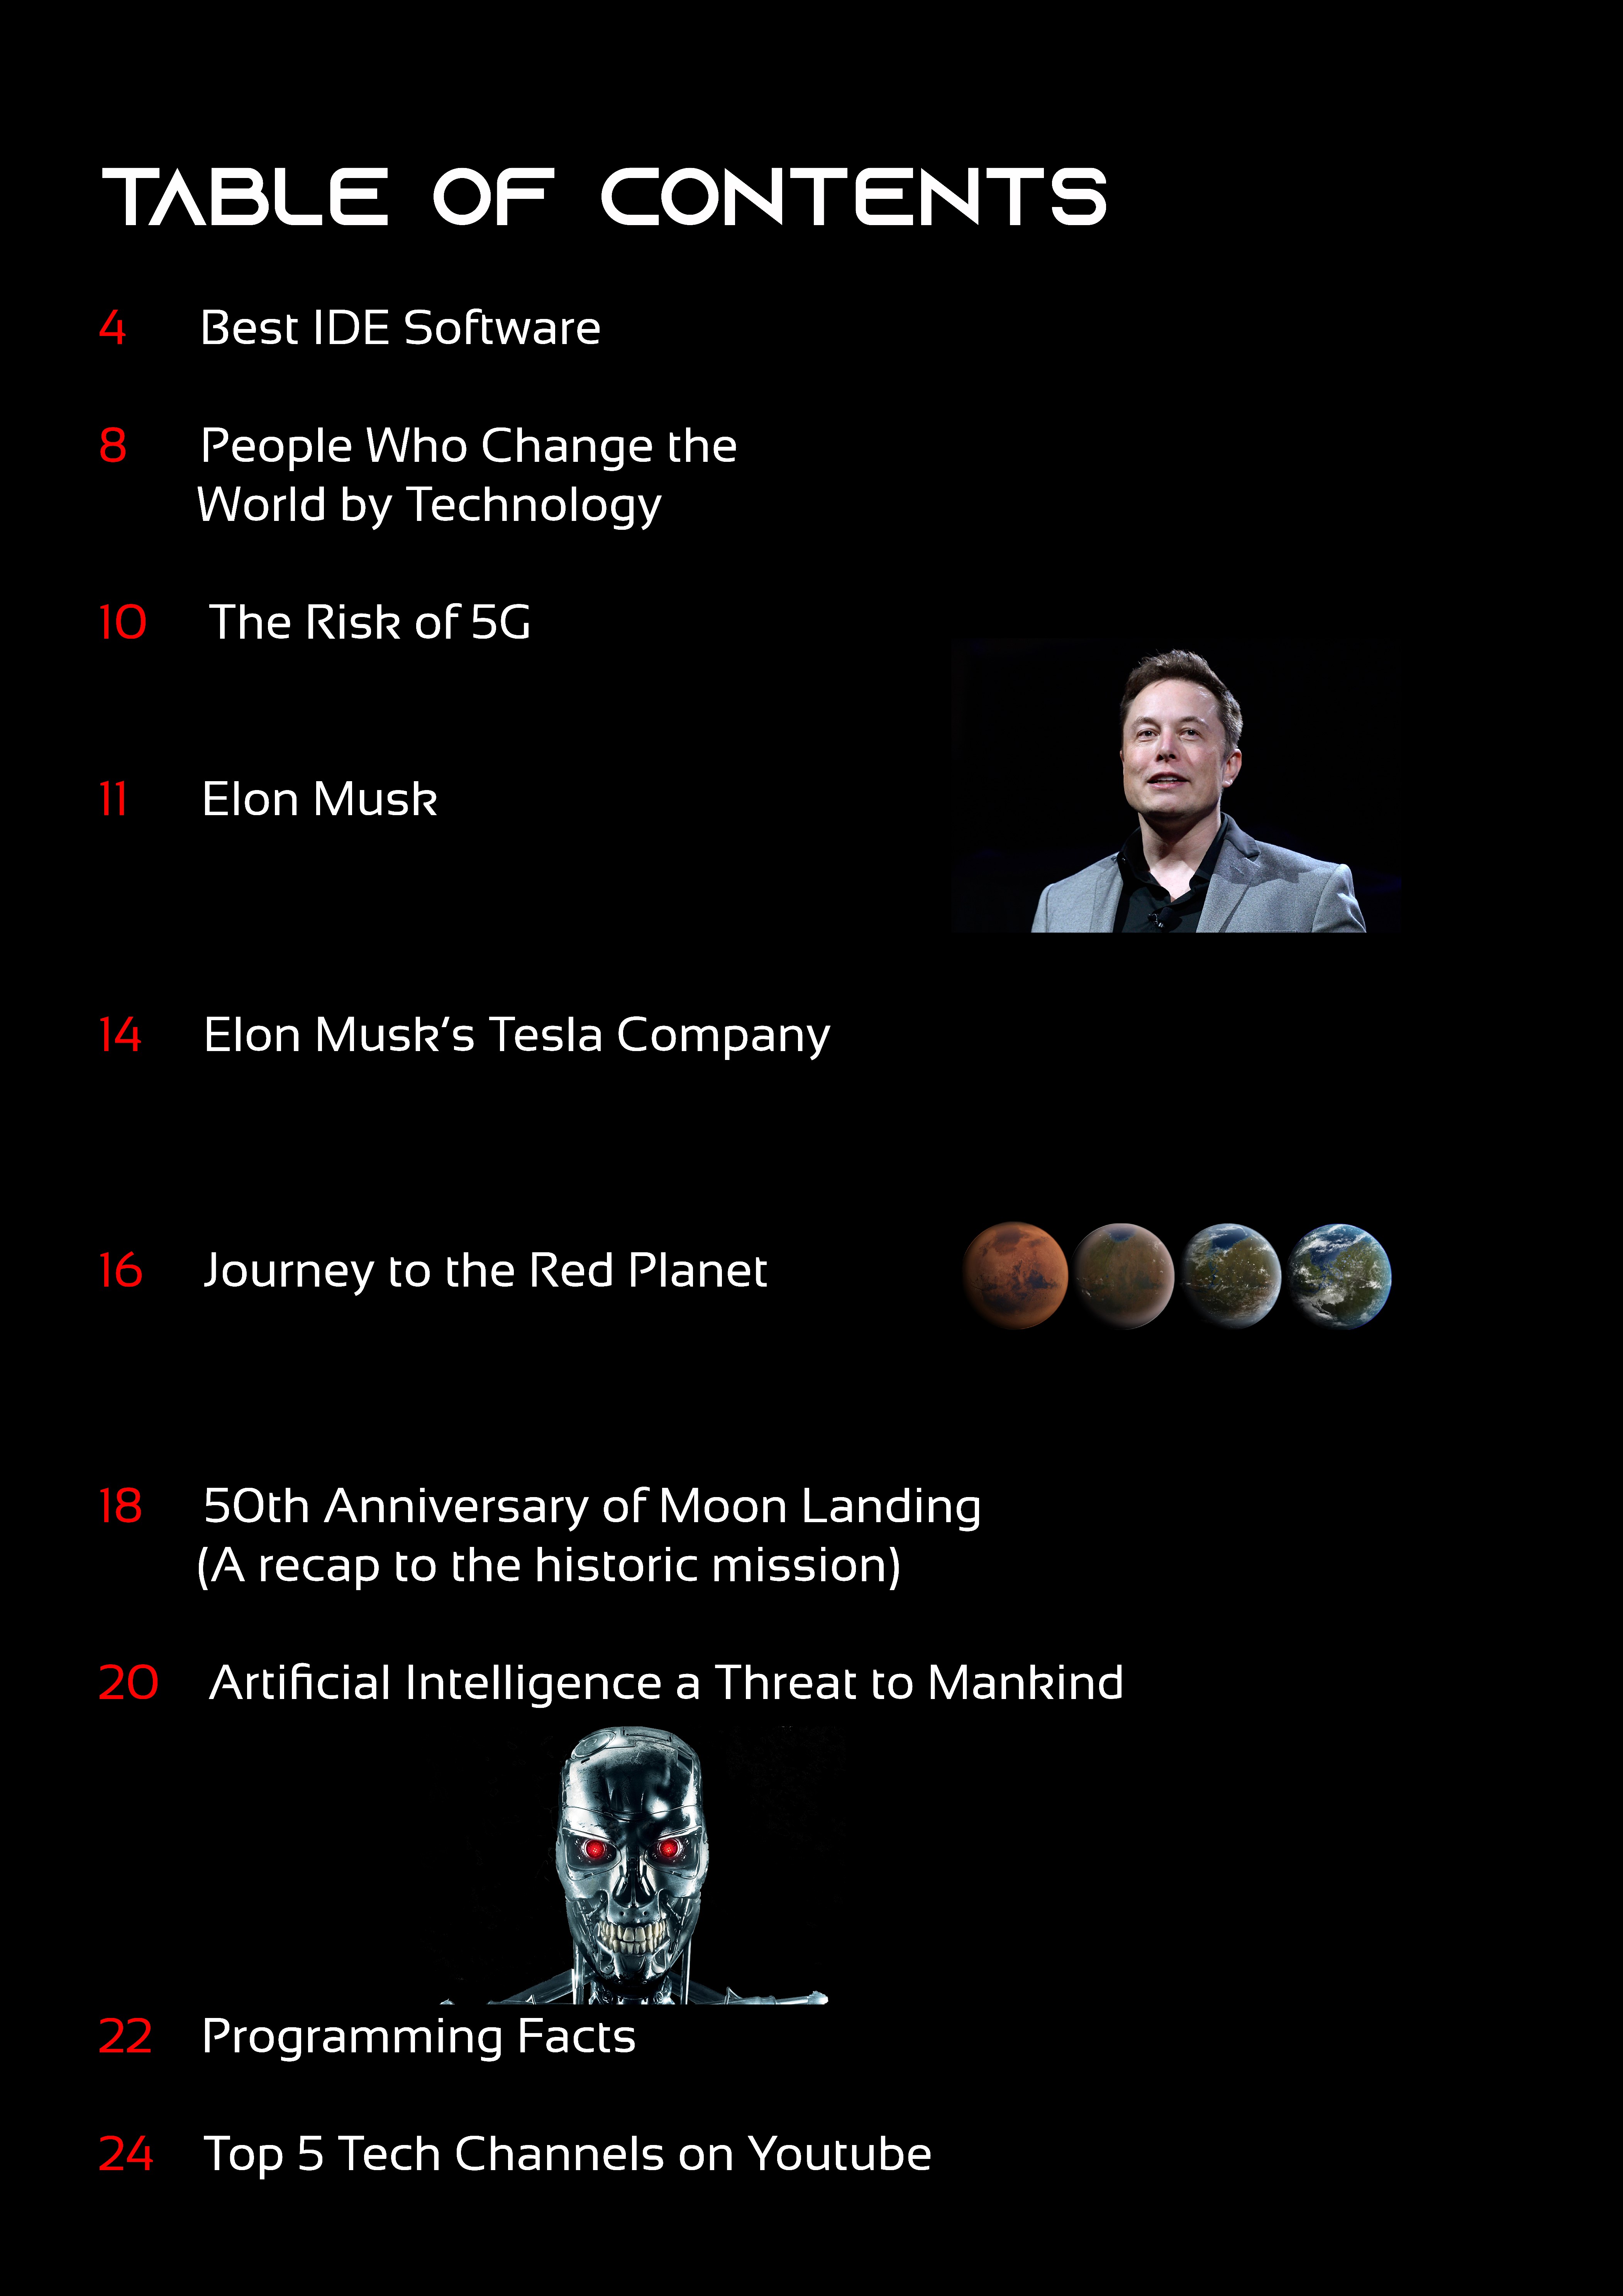 TABLE OF CONTENTS
4 Best IDE Software
8 People Who Change the
World by Technology
10 The Risk of 5G
11 Elon Musk
14 Elon Musk‘s Tesla Company
16 Journey to the Red Planet
18 50th Anniversary of Moon Landing
(A recap to the historic mission)
20 Artificial Intelligence a Threat to Mankind
22 Programming Facts
24 Top 5 Tech Channels on Youtube